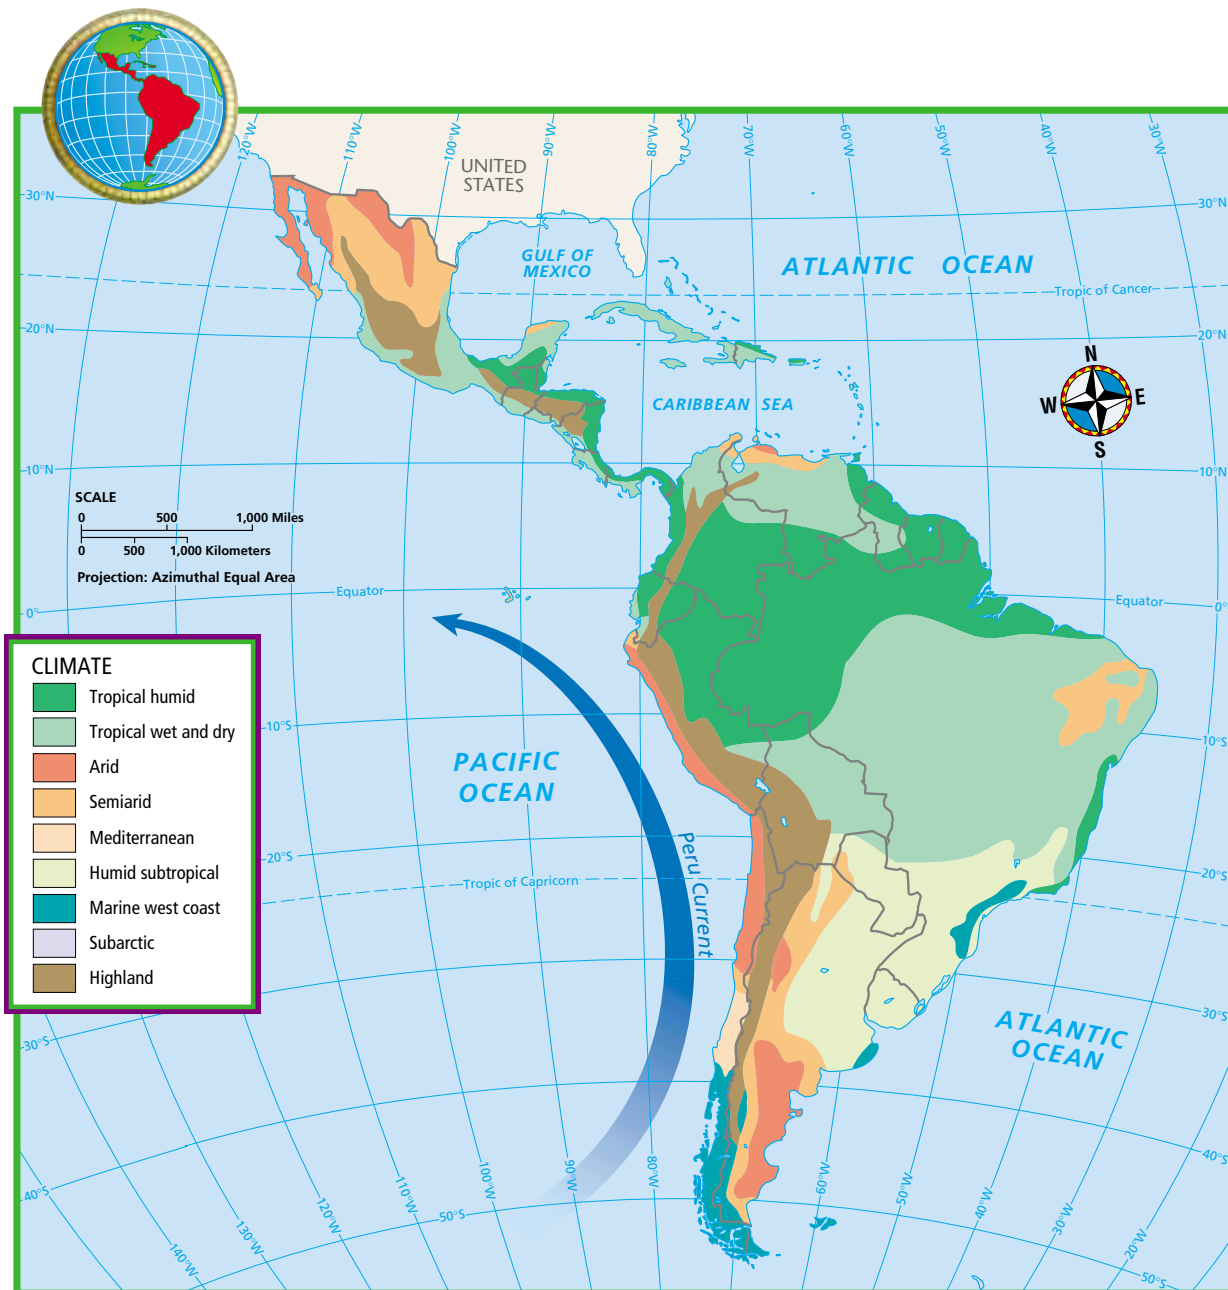 120°W
110°W
100°W
90°W
80°W
70°W
60°W
50°W
40°W
30°W
UNITED
STATES
30°N
30°N
GULF OF
MEXICO
ATLANTIC OCEAN
Tropic of Cancer
20°N
20°N
N
W
E
S
CARIBBEAN SEA
10°N
10°N
SCALE
0 500 1,000 Miles
0 500 1,000 Kilometers
Projection: Azimuthal Equal Area
Equator
Equator
0°
0°
CLIMATE
Tropical humid
Tropical wet and dry
Arid
Semiarid
Mediterranean
Humid subtropical
Marine west coast
Subarctic
Highland
10°S
10°S
PACIFIC
OCEAN
Peru Current
20°S
20°S
Tropic of Capricorn
30°S
30°S
ATLANTIC
OCEAN
40°S
40°S
50°S
50°S
140°W
130°W
120°W
110°W
100°W
90°W
80°W
60°W
50°W
40°W
30°W
20°W